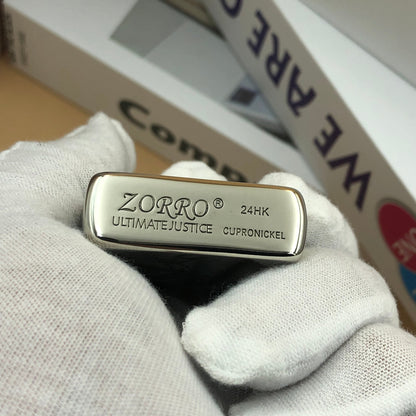 WE ARE
Comp
ZORRO® 24HK
ULTIMATE JUSTICE CUPRONICKEL